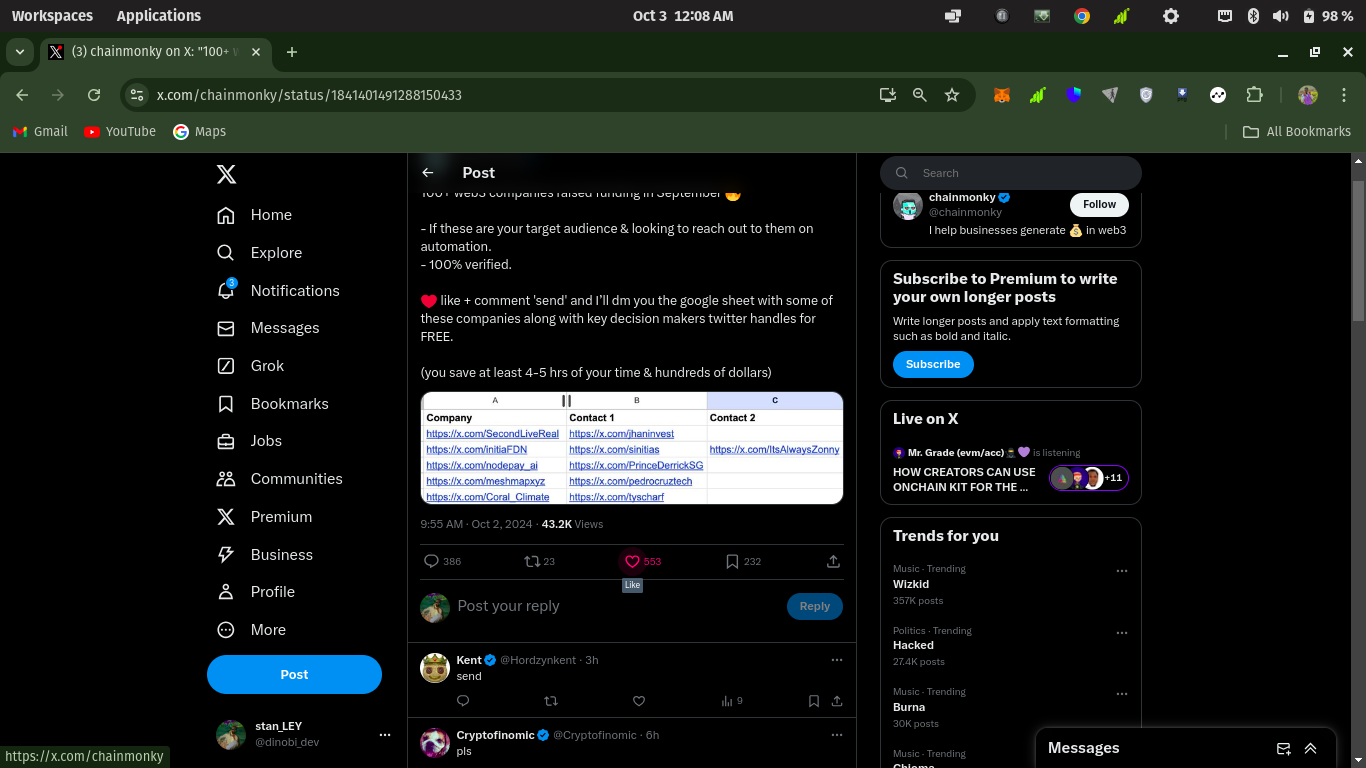 Workspaces Applications Oct 3 12:08 AM 98 %
(3) chainmonky on X: "100+ w
x.com/chainmonky/status/1841401491288150433
Gmail YouTube Maps All Bookmarks
Home
Explore
3
Notifications
Messages
Grok
Bookmarks
Jobs
Communities
Premium
Business
Profile
More
Post
stan_LEY
@dinobi_dev
https://x.com/chainmonky
Post
100+ web3 companies raised funding in September
- If these are your target audience & looking to reach out to them on
automation.
- 100% verified.
❤️ like + comment 'send' and I'll dm you the google sheet with some of
these companies along with key decision makers twitter handles for
FREE.
(you save at least 4-5 hrs of your time & hundreds of dollars)
A B C
Company Contact 1 Contact 2
https://x.com/SecondLiveReal https://x.com/jhaninvest
https://x.com/initiaFDN https://x.com/sinitias https://x.com/ItsAlwaysZonny
https://x.com/nodepay_ai https://x.com/PrinceDerrickSG
https://x.com/meshmapxyz https://x.com/pedrocruztech
https://x.com/Coral_Climate https://x.com/tyscharf
9:55 AM · Oct 2, 2024 · 43.2K Views
386 23 553 232
Like
Post your reply Reply
Kent @Hordzynkent · 3h
send
9
Cryptofinomic @Cryptofinomic · 6h
pls
Search
chainmonky
@chainmonky
Follow
I help businesses generate 💰 in web3
Subscribe to Premium to write
your own longer posts
Write longer posts and apply text formatting
such as bold and italic.
Subscribe
Live on X
Mr. Grade (evm/acc) is listening
HOW CREATORS CAN USE
ONCHAIN KIT FOR THE ...
+11
Trends for you
Music · Trending
Wizkid
357K posts
Politics · Trending
Hacked
27.4K posts
Music · Trending
Burna
30K posts
Music · Trending
Chioma
Messages